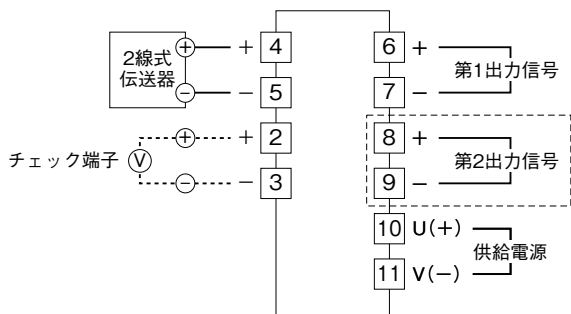 2線式
伝送器
+ + 4
− − 5
チェック端子 V
+ + 2
− − 3
6 +
7 −
第1出力信号
8 +
9 −
第2出力信号
10 U(+)
11 V(−)
供給電源